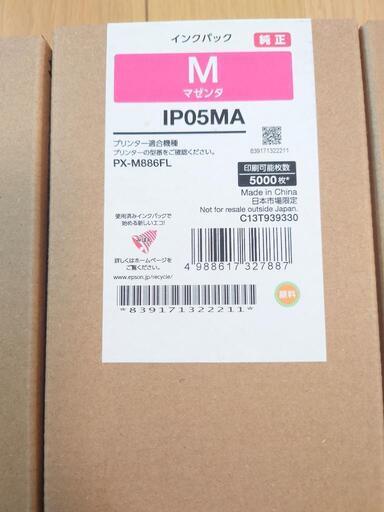 インクパック
純正
M
マゼンタ
IP05MA
839171322211
プリンター適合機種
プリンターの型番をご確認ください。
PX-M886FL
印刷可能枚数
5000枚*
Made in China
日本市場限定
Not for resale outside Japan.
C13T939330
使用済みインクパックで
始める新しいエコ!
詳しくはホームページを
ご覧ください。
www.epson.jp/recycle/
4 988617 327887
顔料
*839171322211*